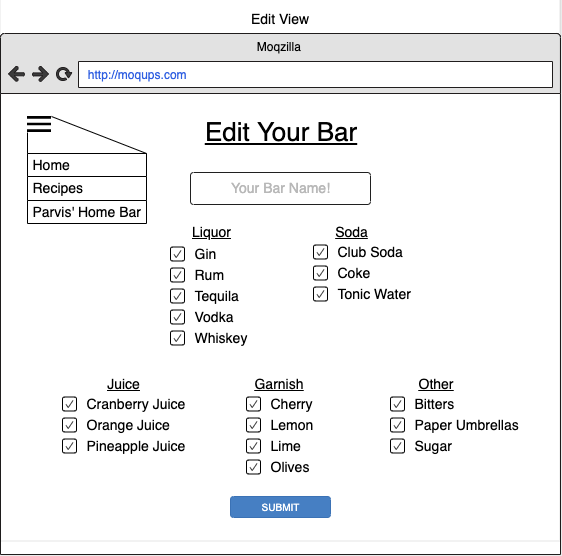 Edit View
Moqzilla
http://moqups.com
Edit Your Bar
Home
Recipes
Parvis' Home Bar
Your Bar Name!
Liquor
Gin
Rum
Tequila
Vodka
Whiskey
Soda
Club Soda
Coke
Tonic Water
Juice
Cranberry Juice
Orange Juice
Pineapple Juice
Garnish
Cherry
Lemon
Lime
Olives
Other
Bitters
Paper Umbrellas
Sugar
SUBMIT